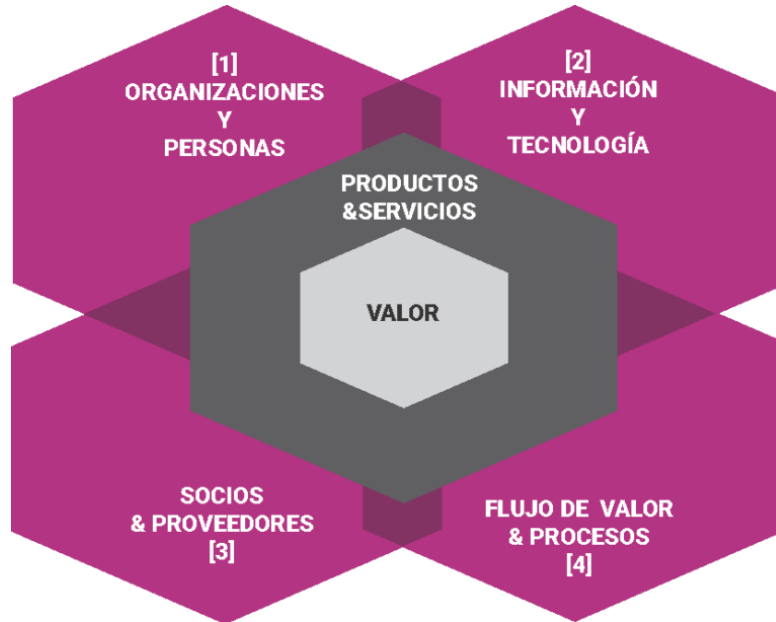 [1]
ORGANIZACIONES
Y
PERSONAS
[2]
INFORMACIÓN
Y
TECNOLOGÍA
PRODUCTOS
&SERVICIOS
VALOR
SOCIOS
& PROVEEDORES
[3]
FLUJO DE VALOR
& PROCESOS
[4]